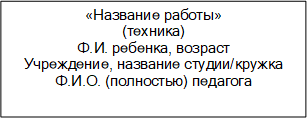 «Название работы»
(техника)
Ф.И. ребенка, возраст
Учреждение, название студии/кружка
Ф.И.О. (полностью) педагога